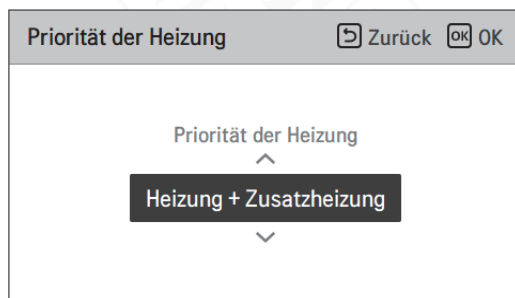 Priorität der Heizung Zurück OK OK
Priorität der Heizung
Heizung + Zusatzheizung